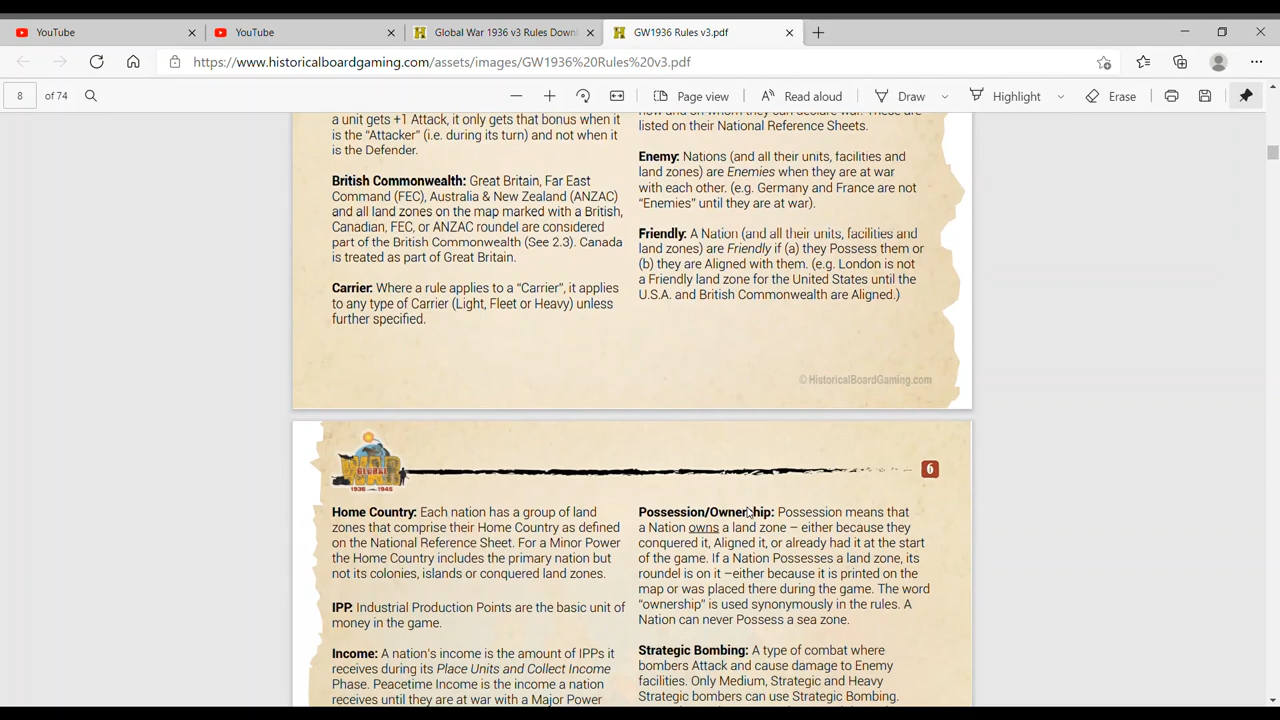 YouTube
YouTube
Global War 1936 v3 Rules Downl
GW1936 Rules v3.pdf
https://www.historicalboardgaming.com/assets/images/GW1936%20Rules%20v3.pdf
8 of 74
Page view
Read aloud
Draw
Highlight
Erase
a unit gets +1 Attack, it only gets that bonus when it
is the “Attacker” (i.e. during its turn) and not when it
is the Defender.
British Commonwealth: Great Britain, Far East
Command (FEC), Australia & New Zealand (ANZAC)
and all land zones on the map marked with a British,
Canadian, FEC, or ANZAC roundel are considered
part of the British Commonwealth (See 2.3). Canada
is treated as part of Great Britain.
Carrier: Where a rule applies to a “Carrier”, it applies
to any type of Carrier (Light, Fleet or Heavy) unless
further specified.
how and on whom they can declare war. These are
listed on their National Reference Sheets.
Enemy: Nations (and all their units, facilities and
land zones) are Enemies when they are at war
with each other. (e.g. Germany and France are not
“Enemies” until they are at war).
Friendly: A Nation (and all their units, facilities and
land zones) are Friendly if (a) they Possess them or
(b) they are Aligned with them. (e.g. London is not
a Friendly land zone for the United States until the
U.S.A. and British Commonwealth are Aligned.)
© HistoricalBoardGaming.com
WAR
GLOBAL
1936 1945
6
Home Country: Each nation has a group of land
zones that comprise their Home Country as defined
on the National Reference Sheet. For a Minor Power
the Home Country includes the primary nation but
not its colonies, islands or conquered land zones.
IPP: Industrial Production Points are the basic unit of
money in the game.
Income: A nation’s income is the amount of IPPs it
receives during its Place Units and Collect Income
Phase. Peacetime Income is the income a nation
receives until they are at war with a Major Power
Possession/Ownership: Possession means that
a Nation owns a land zone – either because they
conquered it, Aligned it, or already had it at the start
of the game. If a Nation Possesses a land zone, its
roundel is on it –either because it is printed on the
map or was placed there during the game. The word
“ownership” is used synonymously in the rules. A
Nation can never Possess a sea zone.
Strategic Bombing: A type of combat where
bombers Attack and cause damage to Enemy
facilities. Only Medium, Strategic and Heavy
Strategic bombers can use Strategic Bombing.